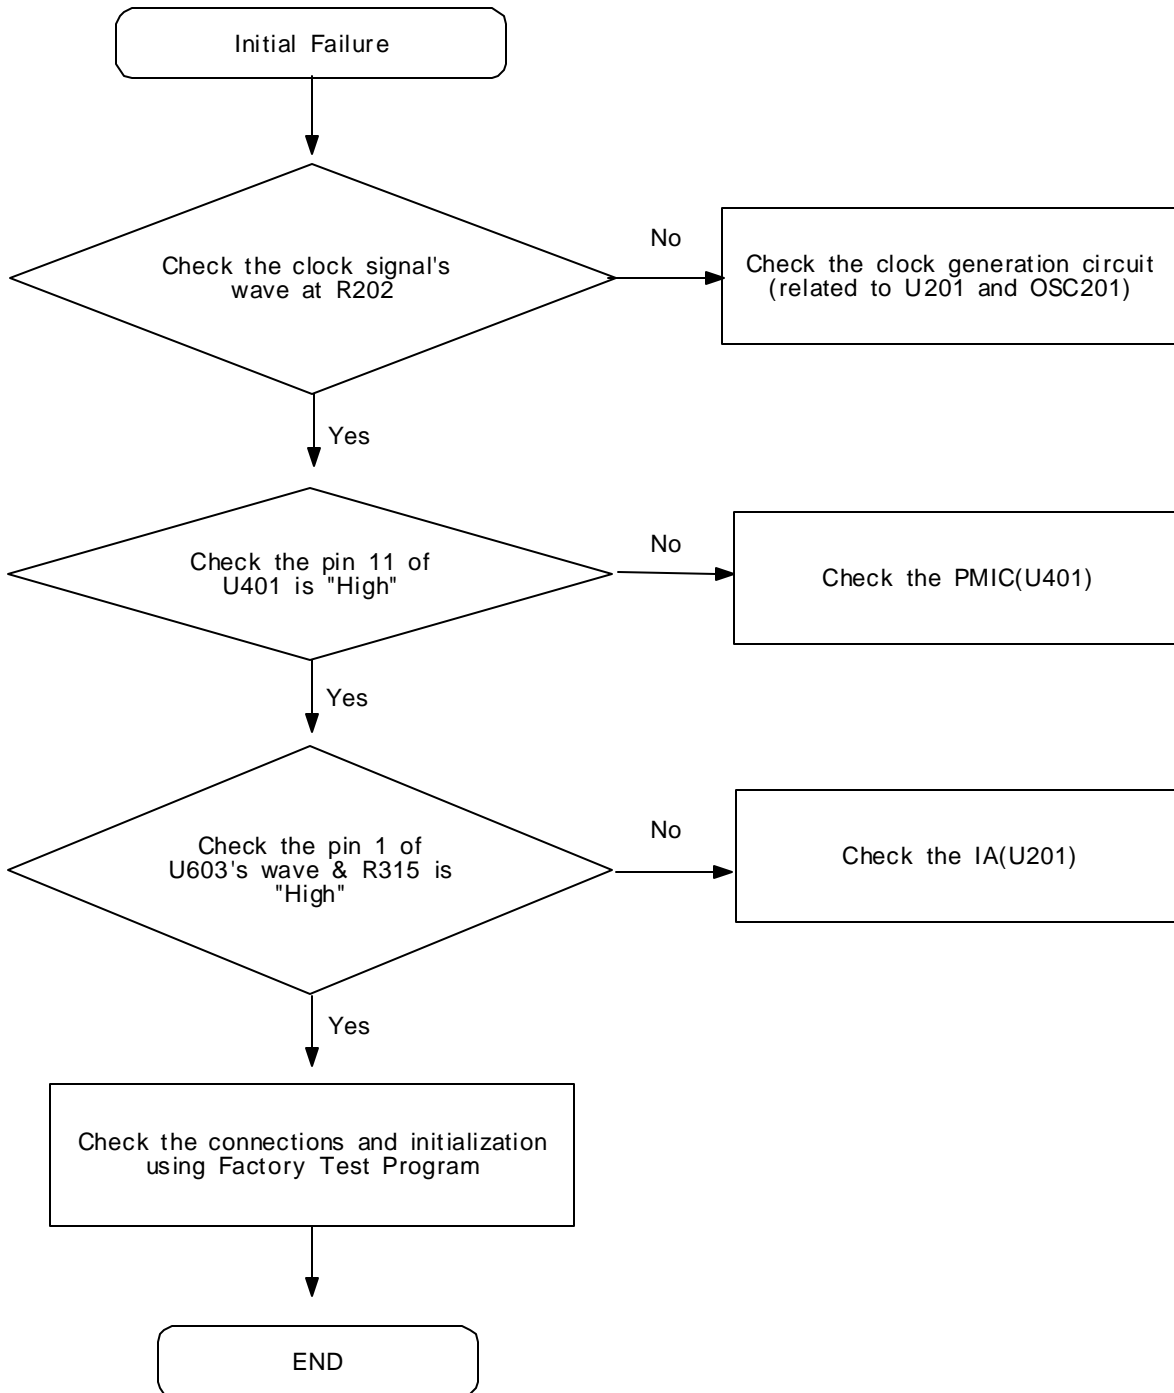 Initial Failure
Check the clock signal's
wave at R202
No
Check the clock generation circuit
(related to U201 and OSC201)
Yes
Check the pin 11 of
U401 is "High"
No
Check the PMIC(U401)
Yes
Check the pin 1 of
U603's wave & R315 is
"High"
No
Check the IA(U201)
Yes
Check the connections and initialization
using Factory Test Program
END